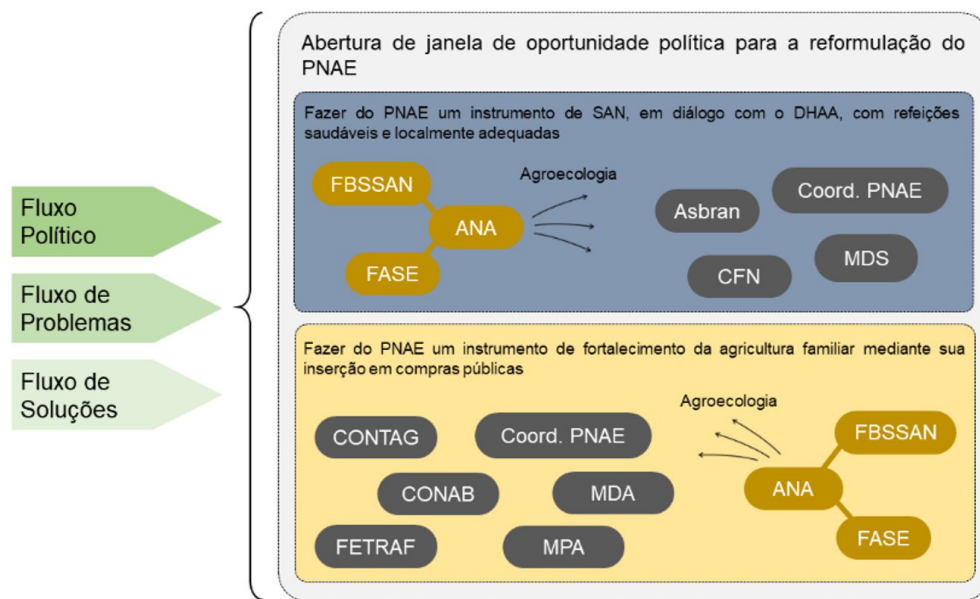 Abertura de janela de oportunidade política para a reformulação do
PNAE
Fluxo
Político
Fluxo de
Problemas
Fluxo de
Soluções
Fazer do PNAE um instrumento de SAN, em diálogo com o DHAA, com refeições
saudáveis e localmente adequadas
FBSSAN
ANA
FASE
Agroecologia
Asbran
Coord. PNAE
CFN
MDS
Fazer do PNAE um instrumento de fortalecimento da agricultura familiar mediante sua
inserção em compras públicas
CONTAG
Coord. PNAE
CONAB
MDA
FETRAF
MPA
Agroecologia
FBSSAN
ANA
FASE